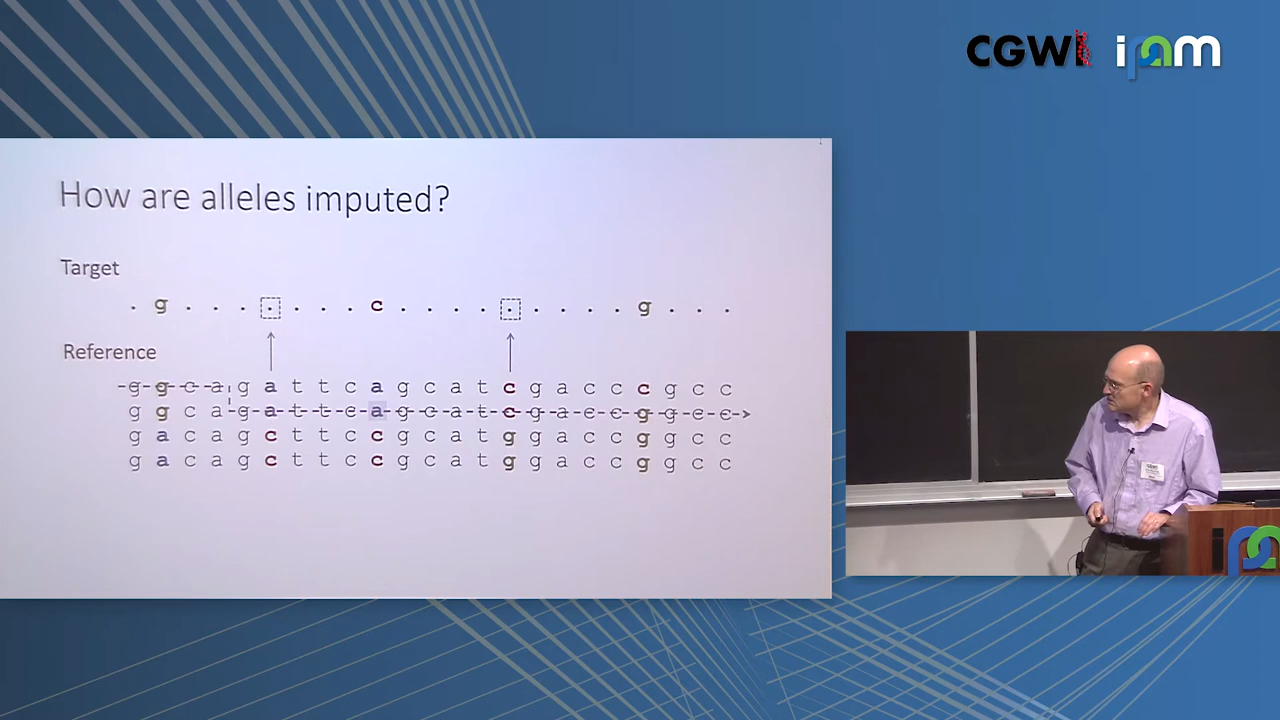 CGWI ipam
How are alleles imputed?
Target
. g . . . . . . . c . . . . . . . . . g . . .
Reference
g g c a g a t t c a g c a t c g a c c c g c c
g g c a g a t t c a g c a t c g a c c g g c c
g a c a g c t t c c g c a t g g a c c g g c c
g a c a g c t t c c g c a t g g a c c g g c c